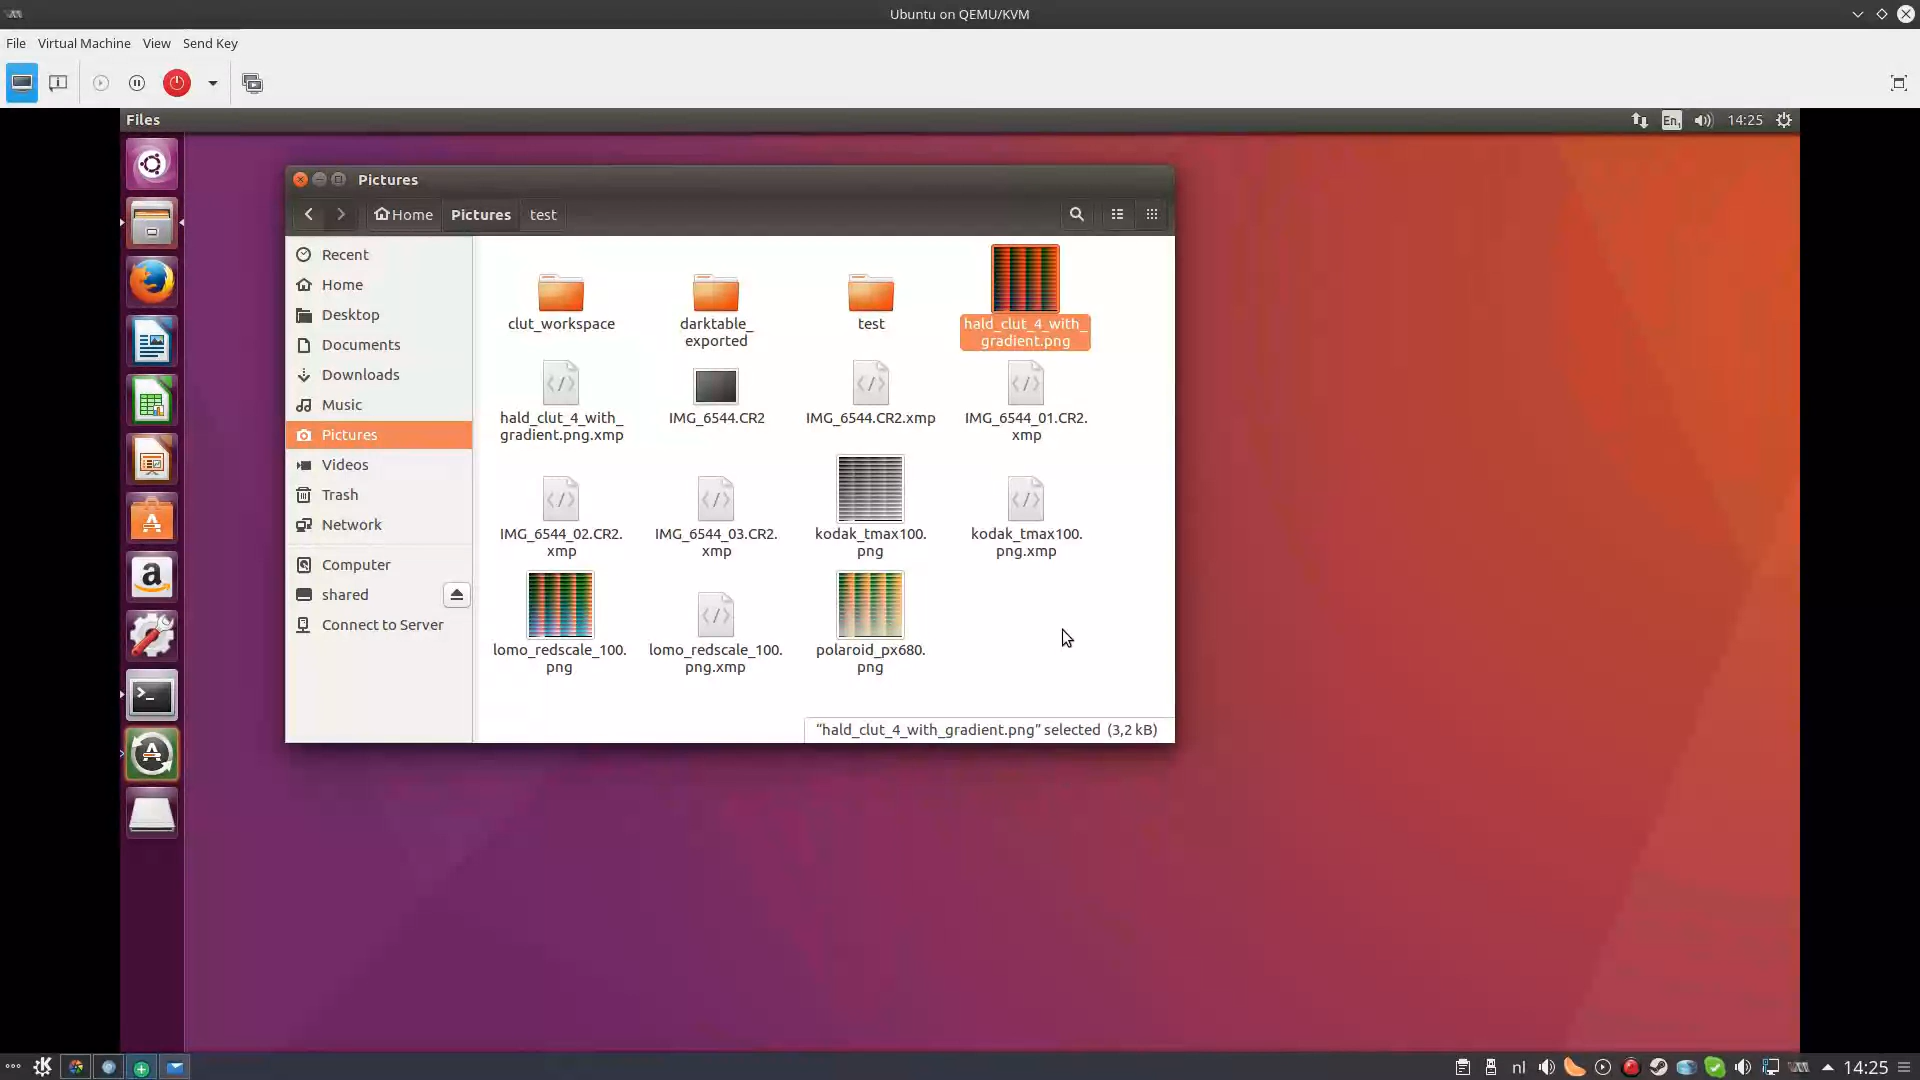 Ubuntu on QEMU/KVM
File Virtual Machine View Send Key
Files
En₁
14:25
Pictures
Home Pictures test
Recent
Home
Desktop
Documents
Downloads
Music
Pictures
Videos
Trash
Network
Computer
shared
Connect to Server
clut_workspace
darktable_
exported
test
hald_clut_4_with_
gradient.png
hald_clut_4_with_
gradient.png.xmp
IMG_6544.CR2
IMG_6544.CR2.xmp
IMG_6544_01.CR2.
xmp
IMG_6544_02.CR2.
xmp
IMG_6544_03.CR2.
xmp
kodak_tmax100.
png
kodak_tmax100.
png.xmp
lomo_redscale_100.
png
lomo_redscale_100.
png.xmp
polaroid_px680.
png
“hald_clut_4_with_gradient.png” selected (3,2 kB)
nl
14:25